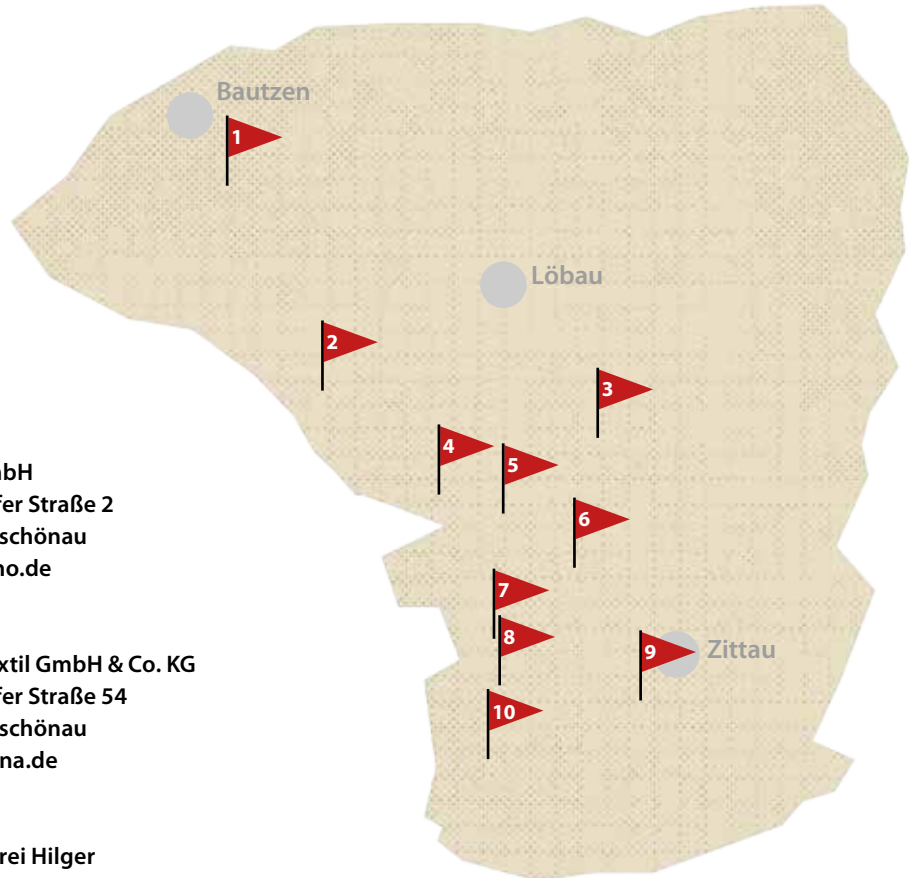 Bautzen
1
Löbau
2
3
4
5
6
7
8
9
Zittau
10
nbH
fer Straße 2
schönau
no.de
xtil GmbH & Co. KG
fer Straße 54
schönau
na.de
rei Hilger